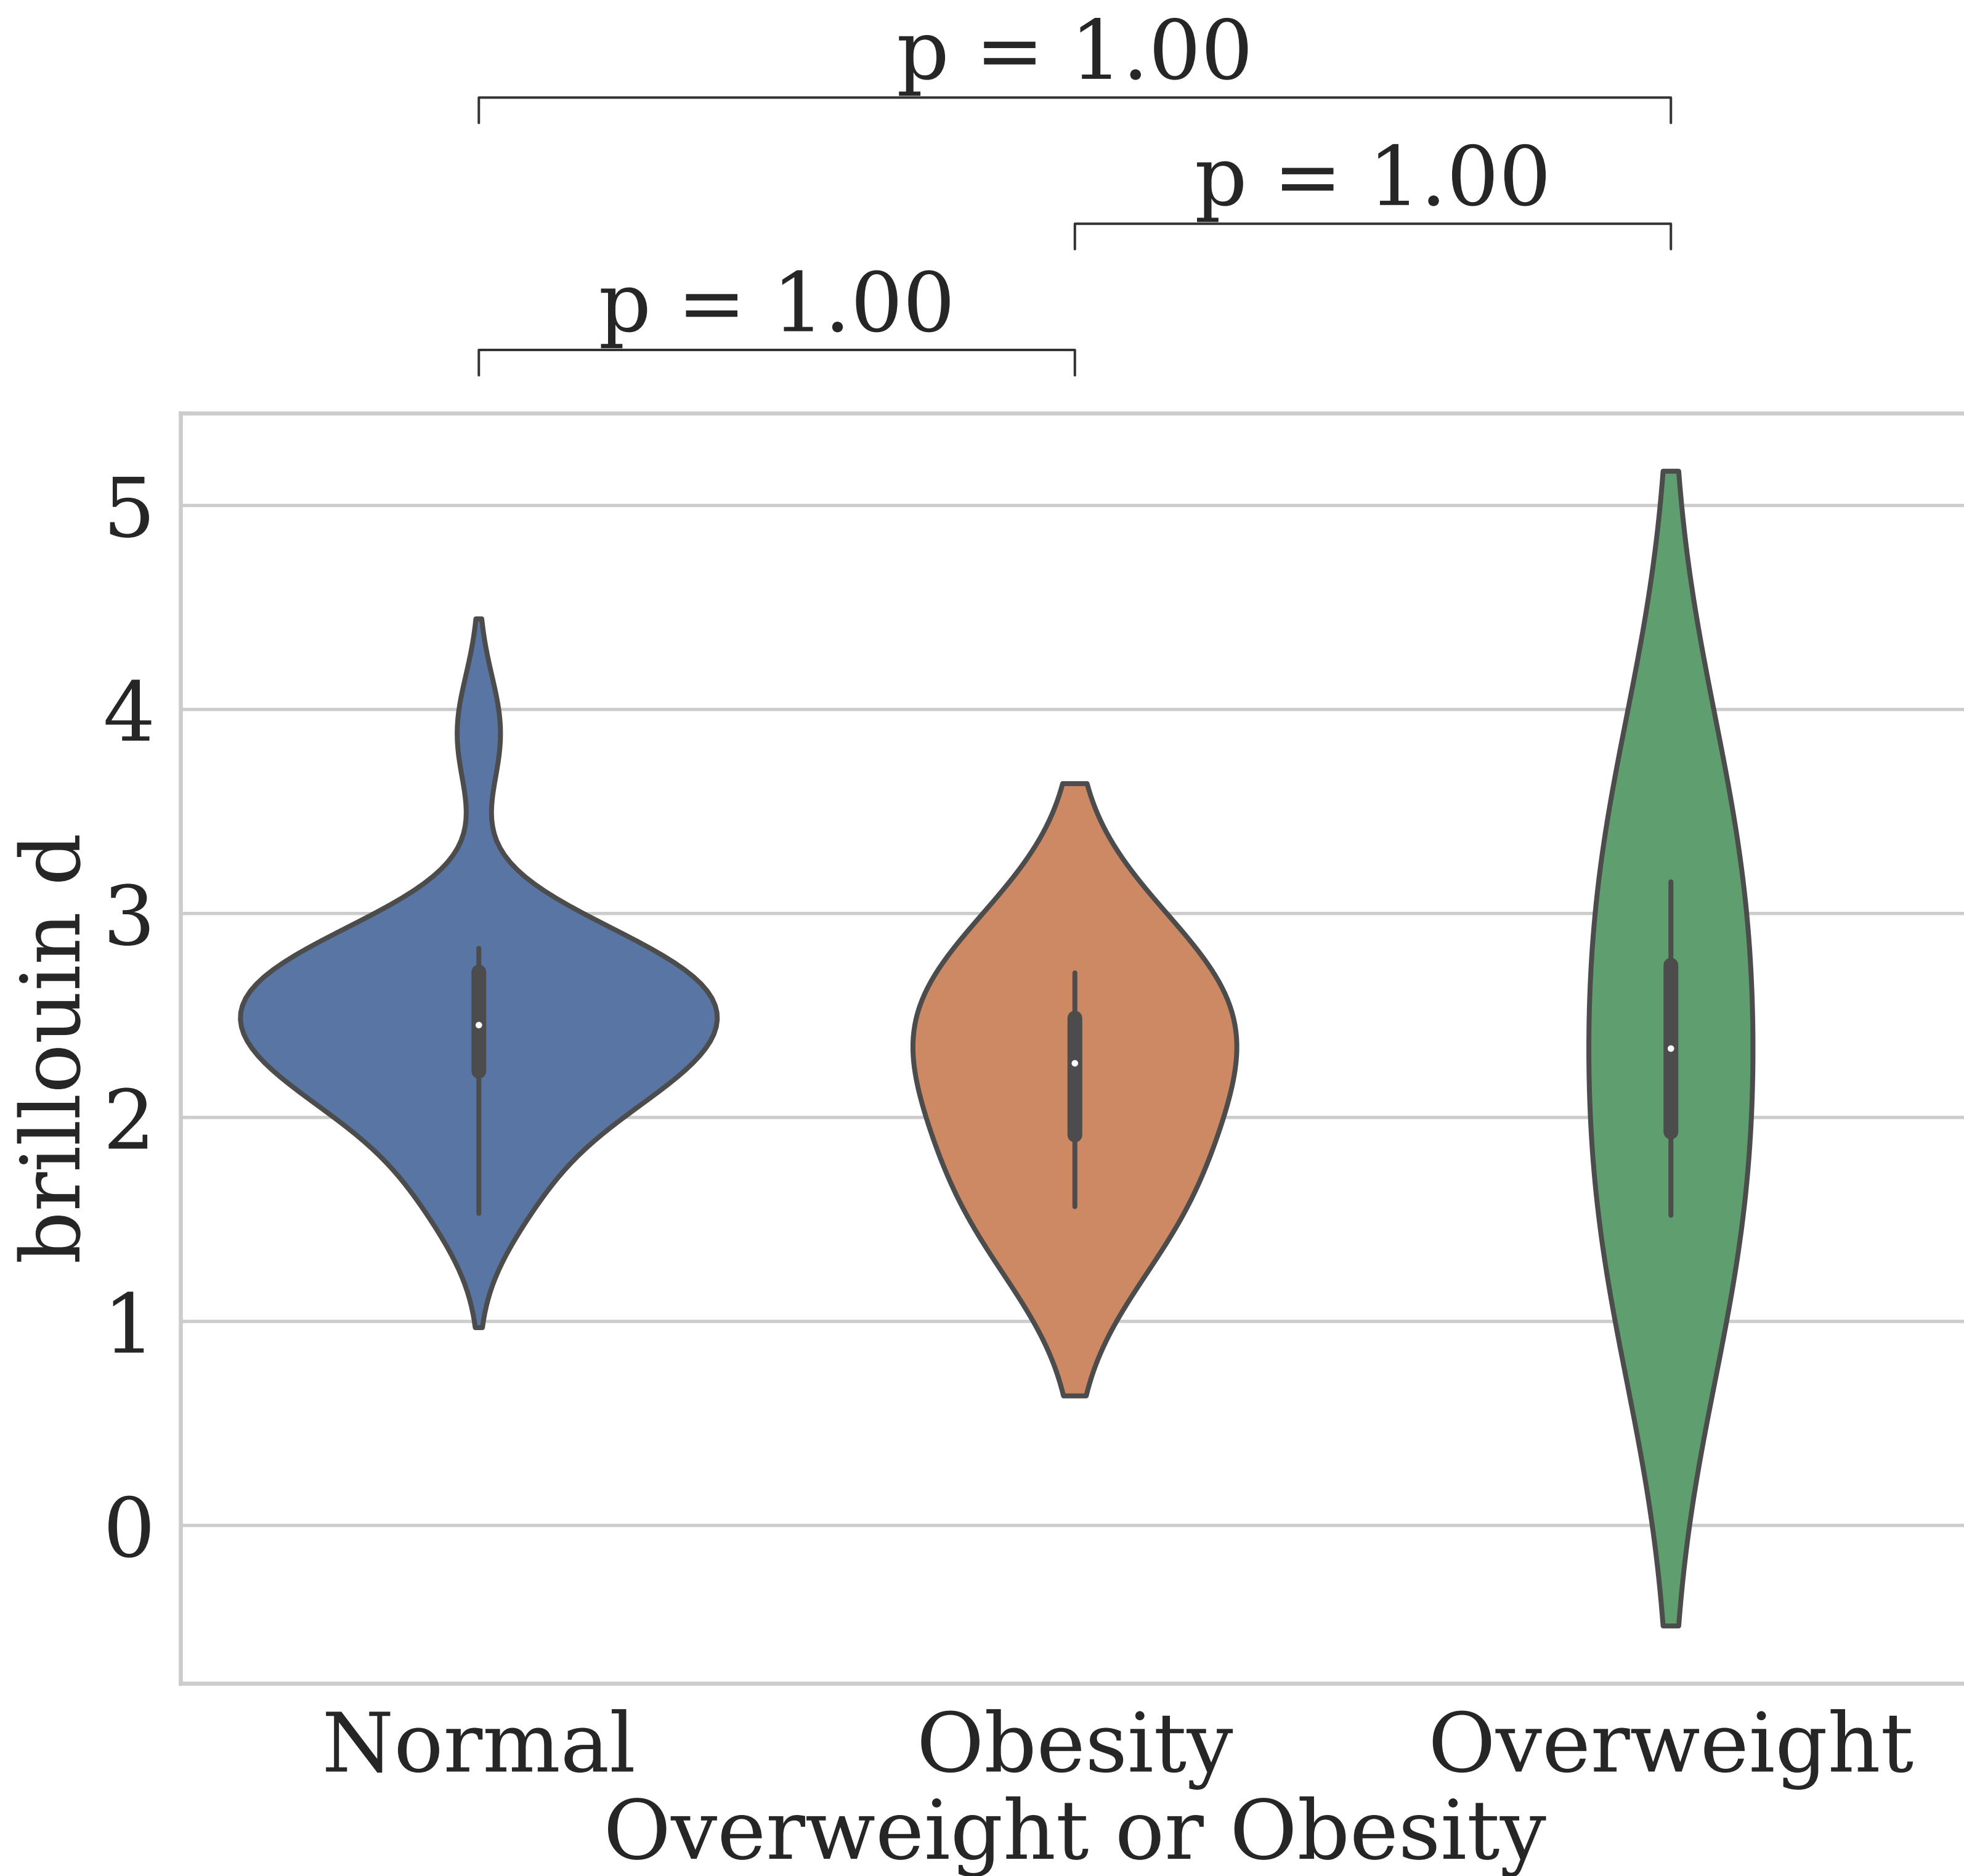 p = 1.00
p = 1.00
p = 1.00
5
4
3
2
1
0
brillouin d
Normal
Obesity
Overweight
Overweight or Obesity